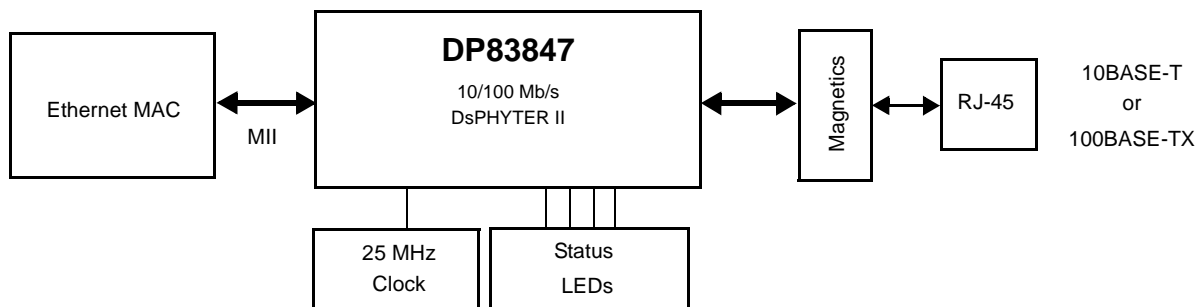 DP83847
10/100 Mb/s
DsPHYTER II
Ethernet MAC
MII
Magnetics
RJ-45
10BASE-T
or
100BASE-TX
25 MHz
Clock
Status
LEDs